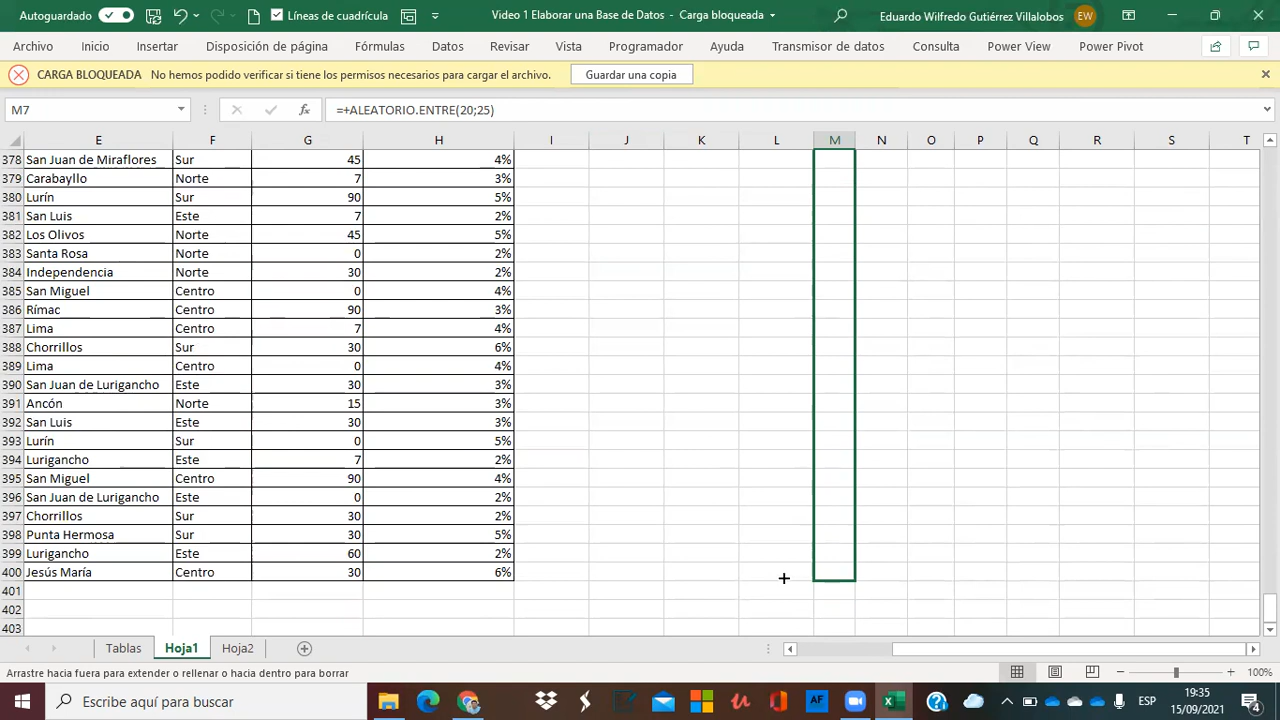 Autoguardado Líneas de cuadrícula Video 1 Elaborar una Base de Datos - Carga bloqueada Eduardo Wilfredo Gutiérrez Villalobos EW
Archivo Inicio Insertar Disposición de página Fórmulas Datos Revisar Vista Programador Ayuda Transmisor de datos Consulta Power View Power Pivot
CARGA BLOQUEADA No hemos podido verificar si tiene los permisos necesarios para cargar el archivo. Guardar una copia
M7 fx =+ALEATORIO.ENTRE(20;25)
E F G H I J K L M N O P Q R S T
378 San Juan de Miraflores Sur 45 4%
379 Carabayllo Norte 7 3%
380 Lurín Sur 90 5%
381 San Luis Este 7 2%
382 Los Olivos Norte 45 5%
383 Santa Rosa Norte 0 2%
384 Independencia Norte 30 2%
385 San Miguel Centro 0 4%
386 Rímac Centro 90 3%
387 Lima Centro 7 4%
388 Chorrillos Sur 30 6%
389 Lima Centro 0 4%
390 San Juan de Lurigancho Este 30 3%
391 Ancón Norte 15 3%
392 San Luis Este 30 3%
393 Lurín Sur 0 5%
394 Lurigancho Este 7 2%
395 San Miguel Centro 90 4%
396 San Juan de Lurigancho Este 0 2%
397 Chorrillos Sur 30 2%
398 Punta Hermosa Sur 30 5%
399 Lurigancho Este 60 2%
400 Jesús María Centro 30 6%
401
402
403
Tablas Hoja1 Hoja2
Arrastre hacia fuera para extender o rellenar o hacia dentro para borrar 100%
Escribe aquí para buscar AF ESP 19:35
15/09/2021 4